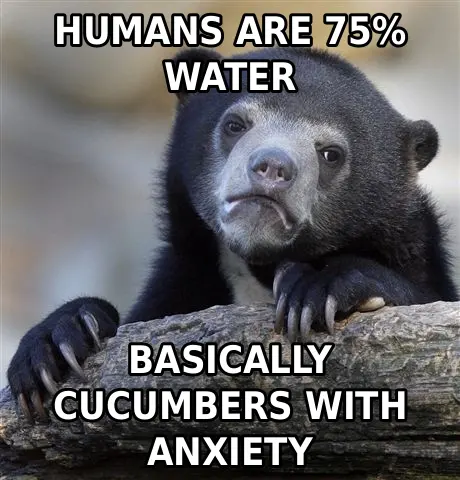 HUMANS ARE 75%
WATER
BASICALLY
CUCUMBERS WITH
ANXIETY